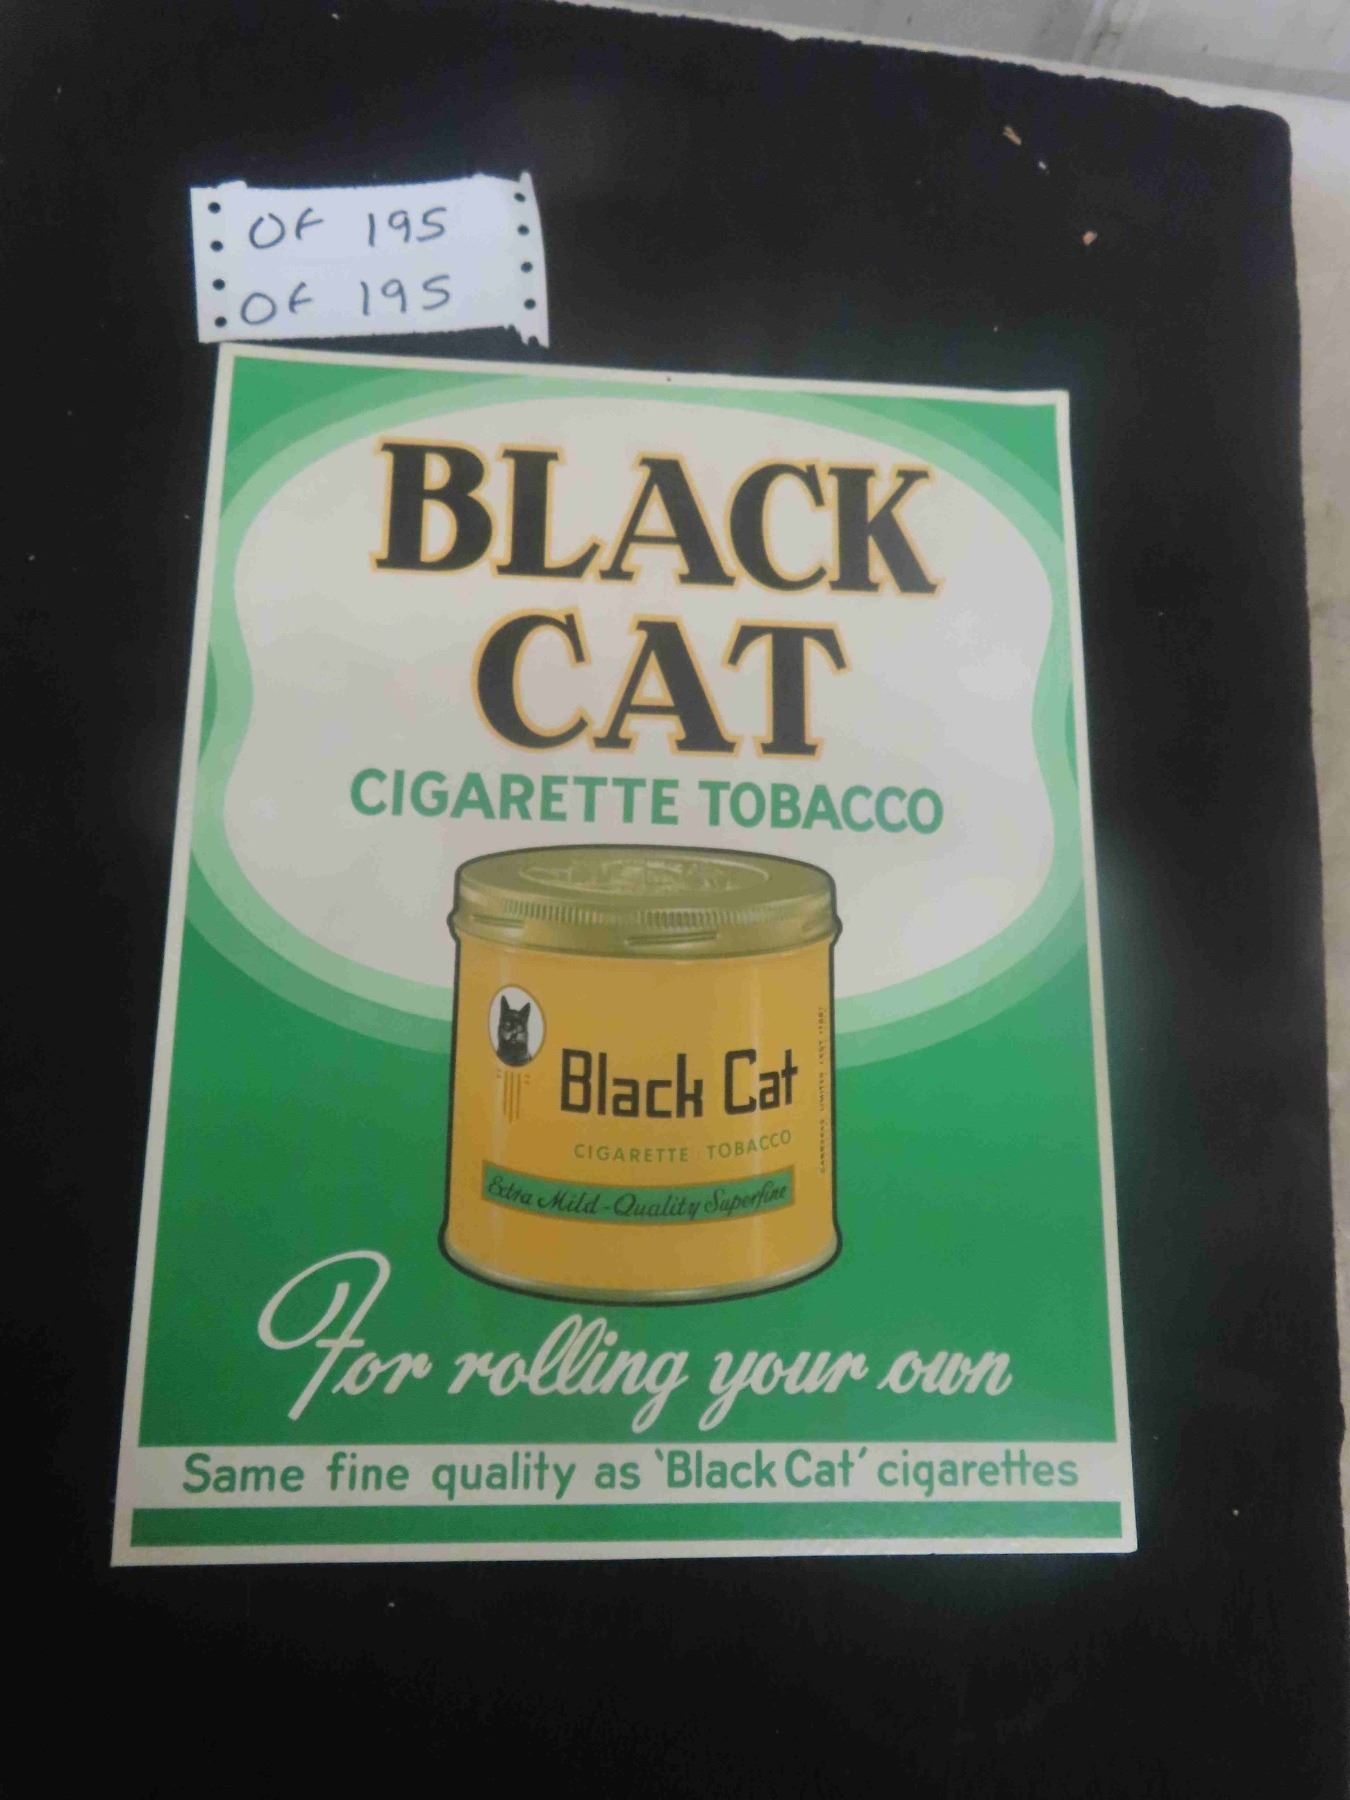 OF 195
OF 195
BLACK
CAT
CIGARETTE TOBACCO
Black Cat
CIGARETTE TOBACCO
Extra Mild - Quality Superfine
For rolling your own
Same fine quality as 'Black Cat' cigarettes